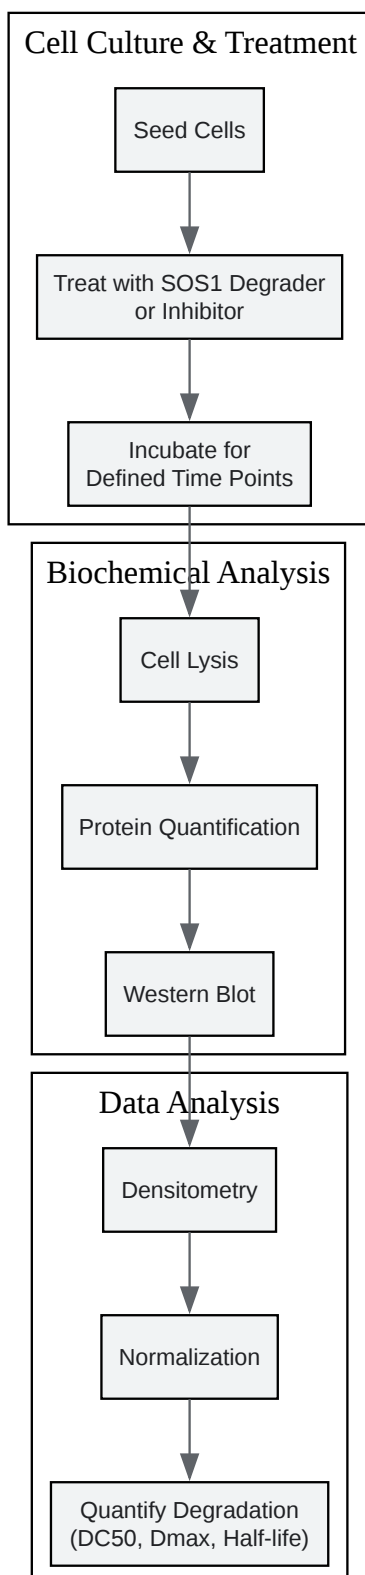 Cell Culture & Treatment
Seed Cells
Treat with SOS1 Degrader
or Inhibitor
Incubate for
Defined Time Points
Biochemical Analysis
Cell Lysis
Protein Quantification
Western Blot
Data Analysis
Densitometry
Normalization
Quantify Degradation
(DC50, Dmax, Half-life)